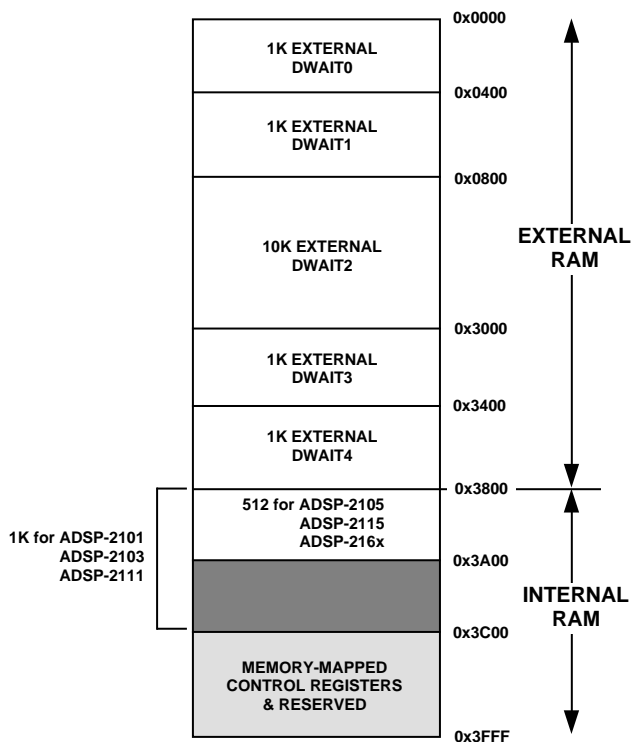 0x0000
1K EXTERNAL
DWAIT0
0x0400
1K EXTERNAL
DWAIT1
0x0800
10K EXTERNAL
DWAIT2
EXTERNAL
RAM
0x3000
1K EXTERNAL
DWAIT3
0x3400
1K EXTERNAL
DWAIT4
0x3800
512 for ADSP-2105
ADSP-2115
ADSP-216x
1K for ADSP-2101
ADSP-2103
ADSP-2111
0x3A00
INTERNAL
RAM
0x3C00
MEMORY-MAPPED
CONTROL REGISTERS
& RESERVED
0x3FFF